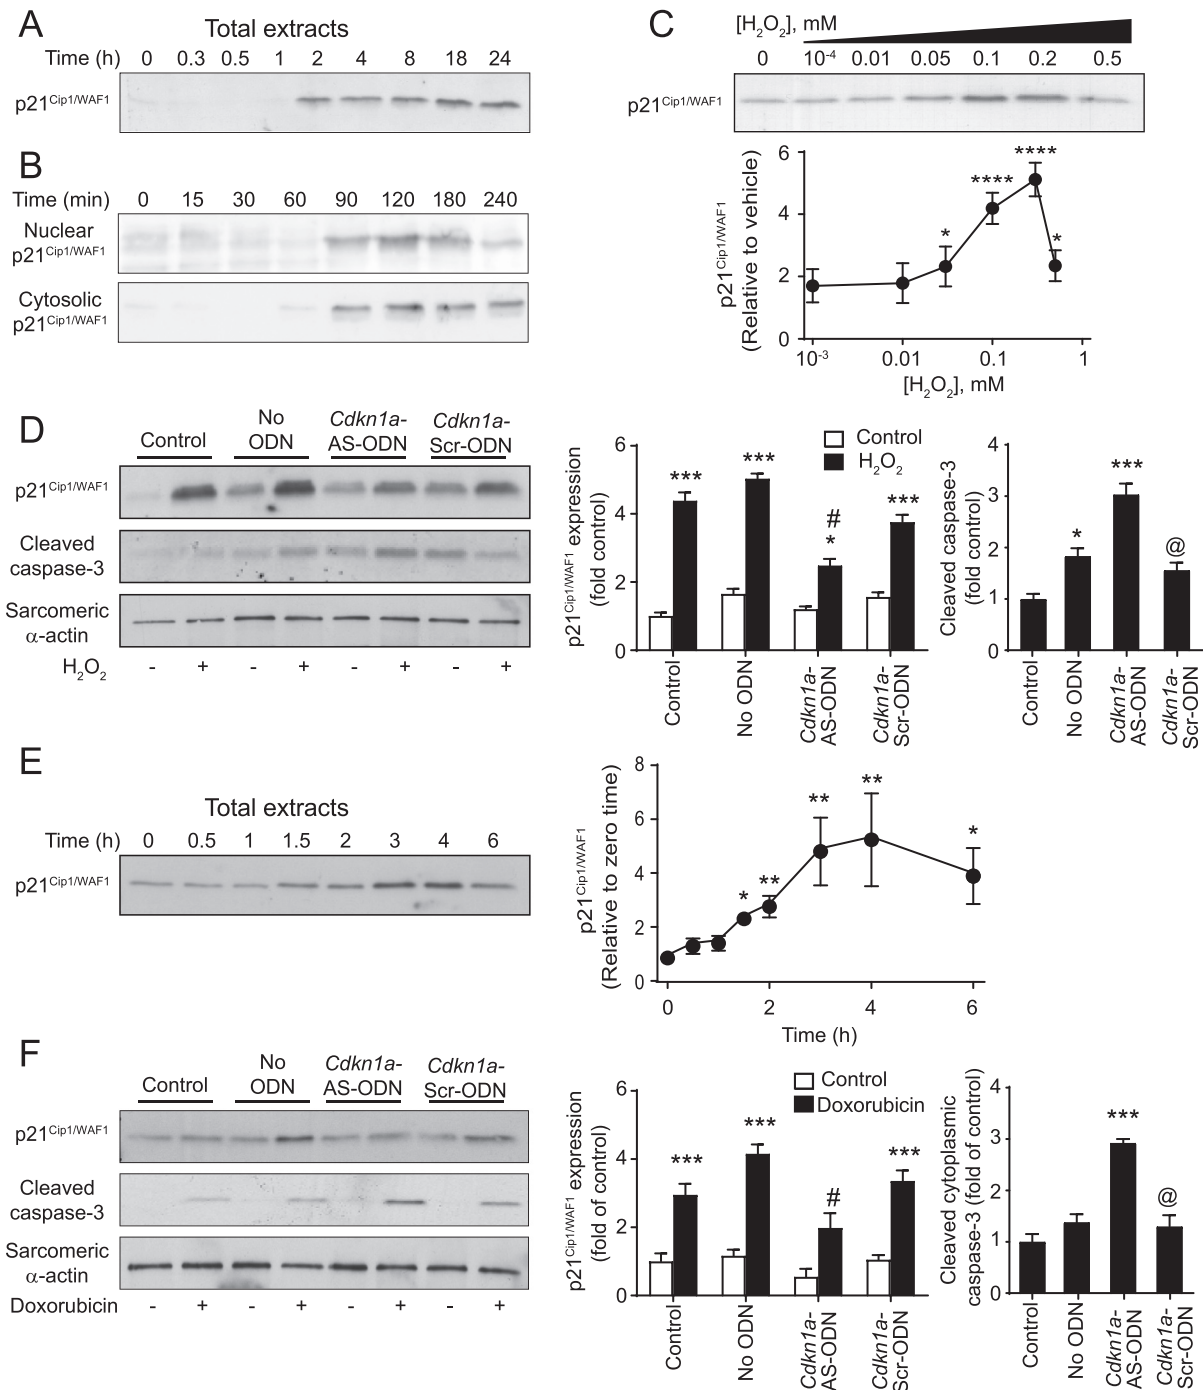 A
Total extracts
Time (h) 0 0.3 0.5 1 2 4 8 18 24
p21Cip1/WAF1
B
Time (min) 0 15 30 60 90 120 180 240
Nuclear
p21Cip1/WAF1
Cytosolic
p21Cip1/WAF1
C
[H2O2], mM
0 10-4 0.01 0.05 0.1 0.2 0.5
p21Cip1/WAF1
p21Cip1/WAF1
(Relative to vehicle)
6
4
2
0
* **** **** *
10-3 0.01 0.1 1
[H2O2], mM
D
Control
No
ODN
Cdkn1a-
AS-ODN
Cdkn1a-
Scr-ODN
p21Cip1/WAF1
Cleaved
caspase-3
Sarcomeric
α-actin
H2O2 - + - + - + - +
p21Cip1/WAF1 expression
(fold control)
6
4
2
0
Control
H2O2
*** *** # * ***
Control
No ODN
Cdkn1a-
AS-ODN
Cdkn1a-
Scr-ODN
Cleaved caspase-3
(fold control)
4
3
2
1
0
* *** @
Control
No ODN
Cdkn1a-
AS-ODN
Cdkn1a-
Scr-ODN
E
Total extracts
Time (h) 0 0.5 1 1.5 2 3 4 6
p21Cip1/WAF1
p21Cip1/WAF1
(Relative to zero time)
8
6
4
2
0
* ** ** ** *
0 2 4 6
Time (h)
F
Control
No
ODN
Cdkn1a-
AS-ODN
Cdkn1a-
Scr-ODN
p21Cip1/WAF1
Cleaved
caspase-3
Sarcomeric
α-actin
Doxorubicin - + - + - + - +
p21Cip1/WAF1 expression
(fold of control)
6
4
2
0
Control
Doxorubicin
*** *** # ***
Control
No ODN
Cdkn1a-
AS-ODN
Cdkn1a-
Scr-ODN
Cleaved cytoplasmic
caspase-3 (fold of control)
4
3
2
1
0
*** @
Control
No ODN
Cdkn1a-
AS-ODN
Cdkn1a-
Scr-ODN